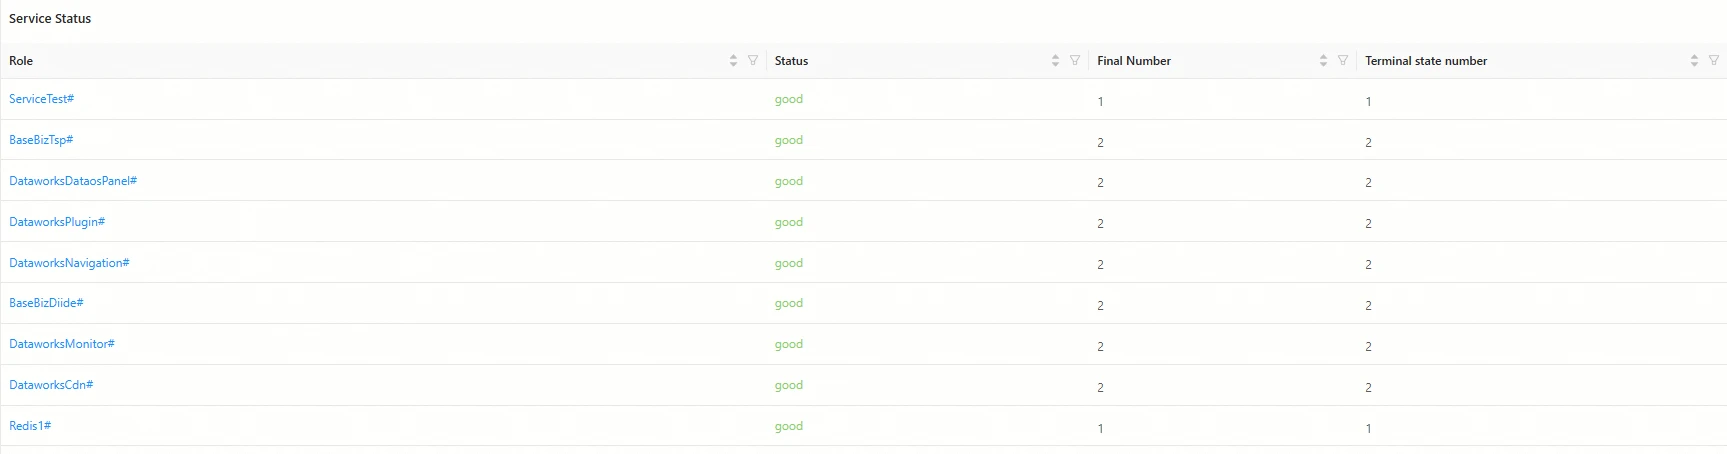 Service Status
Role Status Final Number Terminal state number
ServiceTest# good 1 1
BaseBizTsp# good 2 2
DataworksDataosPanel# good 2 2
DataworksPlugin# good 2 2
DataworksNavigation# good 2 2
BaseBizDiide# good 2 2
DataworksMonitor# good 2 2
DataworksCdn# good 2 2
Redis1# good 1 1